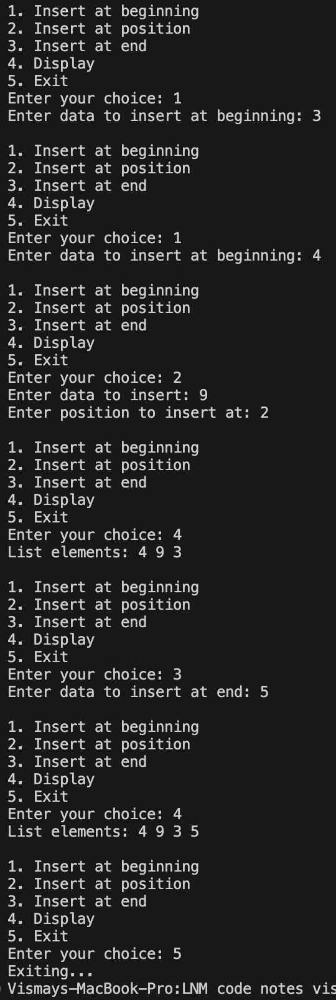 1. Insert at beginning
2. Insert at position
3. Insert at end
4. Display
5. Exit
Enter your choice: 1
Enter data to insert at beginning: 3
1. Insert at beginning
2. Insert at position
3. Insert at end
4. Display
5. Exit
Enter your choice: 1
Enter data to insert at beginning: 4
1. Insert at beginning
2. Insert at position
3. Insert at end
4. Display
5. Exit
Enter your choice: 2
Enter data to insert: 9
Enter position to insert at: 2
1. Insert at beginning
2. Insert at position
3. Insert at end
4. Display
5. Exit
Enter your choice: 4
List elements: 4 9 3
1. Insert at beginning
2. Insert at position
3. Insert at end
4. Display
5. Exit
Enter your choice: 3
Enter data to insert at end: 5
1. Insert at beginning
2. Insert at position
3. Insert at end
4. Display
5. Exit
Enter your choice: 4
List elements: 4 9 3 5
1. Insert at beginning
2. Insert at position
3. Insert at end
4. Display
5. Exit
Enter your choice: 5
Exiting...
Vismays-MacBook-Pro:LNM code notes vis